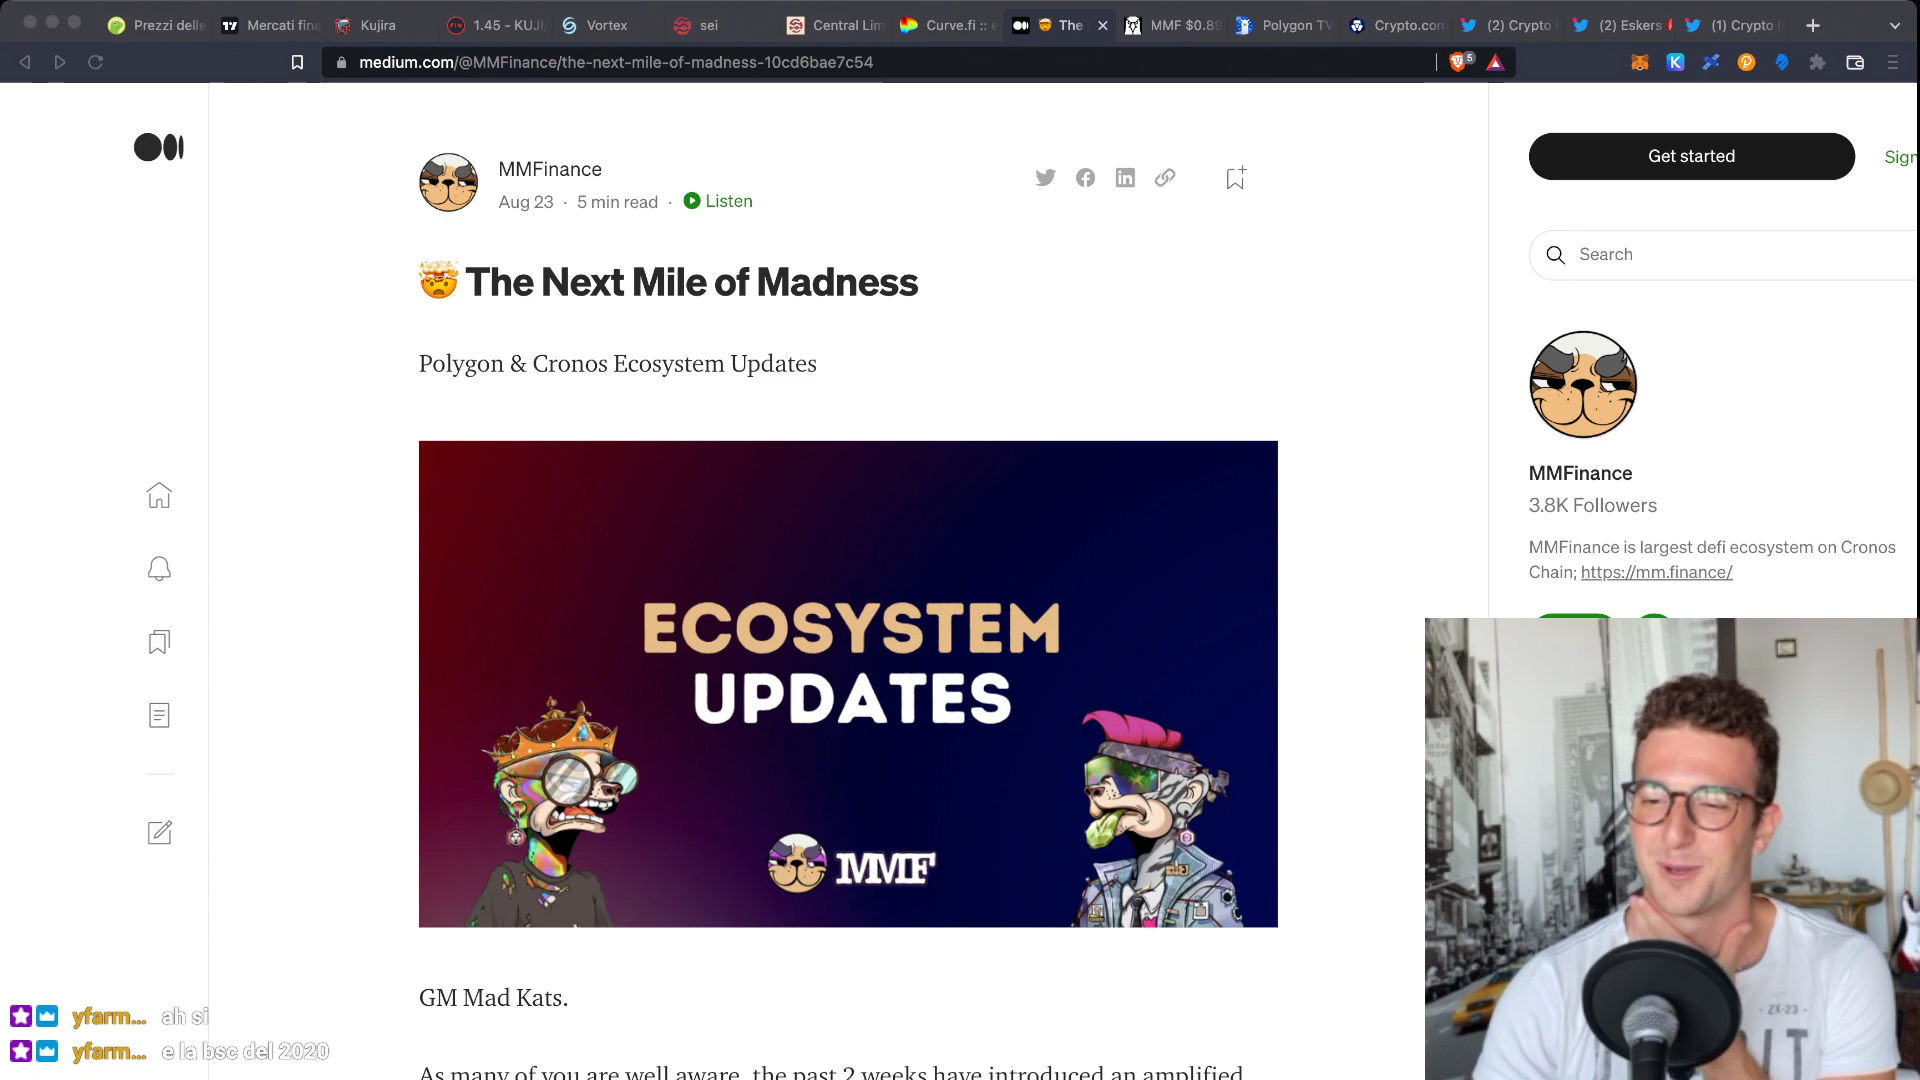 Prezzi delle
Mercati fina
Kujira
1.45 - KUJI
Vortex
sei
Central Lim
Curve.fi :: e
The
MMF $0.89
Polygon TV
Crypto.com
(2) Crypto
(2) Eskers
(1) Crypto
medium.com/@MMFinance/the-next-mile-of-madness-10cd6bae7c54
5
MMFinance
Aug 23 · 5 min read · Listen
Get started
Sign
Search
The Next Mile of Madness
Polygon & Cronos Ecosystem Updates
ECOSYSTEM
UPDATES
MMF
MMFinance
3.8K Followers
MMFinance is largest defi ecosystem on Cronos
Chain; https://mm.finance/
GM Mad Kats.
As many of you are well aware, the past 2 weeks have introduced an amplified
yfarm... ah si
yfarm... e la bsc del 2020
- ZX-23 -